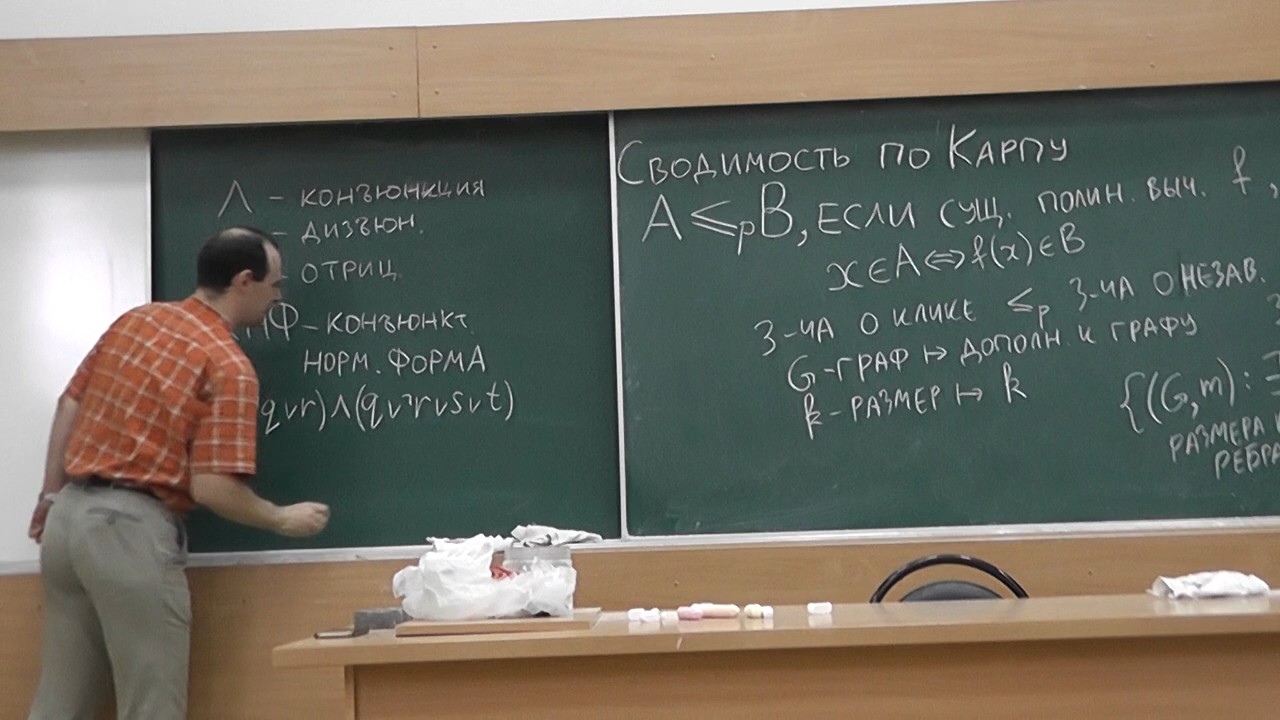 Λ - КОНЪЮНКЦИЯ
- ДИЗЪЮН.
- ОТРИЦ.
НФ - КОНЪЮНКТ.
НОРМ. ФОРМА
q∨r)∧(q∨¬r∨s∨t)
СВОДИМОСТЬ ПО КАРПУ
A ≤p B, ЕСЛИ СУЩ. ПОЛИН. ВЫЧ. f,
x∈A⇔f(x)∈B
З-ЧА О КЛИКЕ ≤p З-ЧА О НЕЗАВ.
G-ГРАФ ↦ ДОПОЛН. К ГРАФУ
k-РАЗМЕР ↦ k
{(G,m):
РАЗМЕРА
РЕБРА